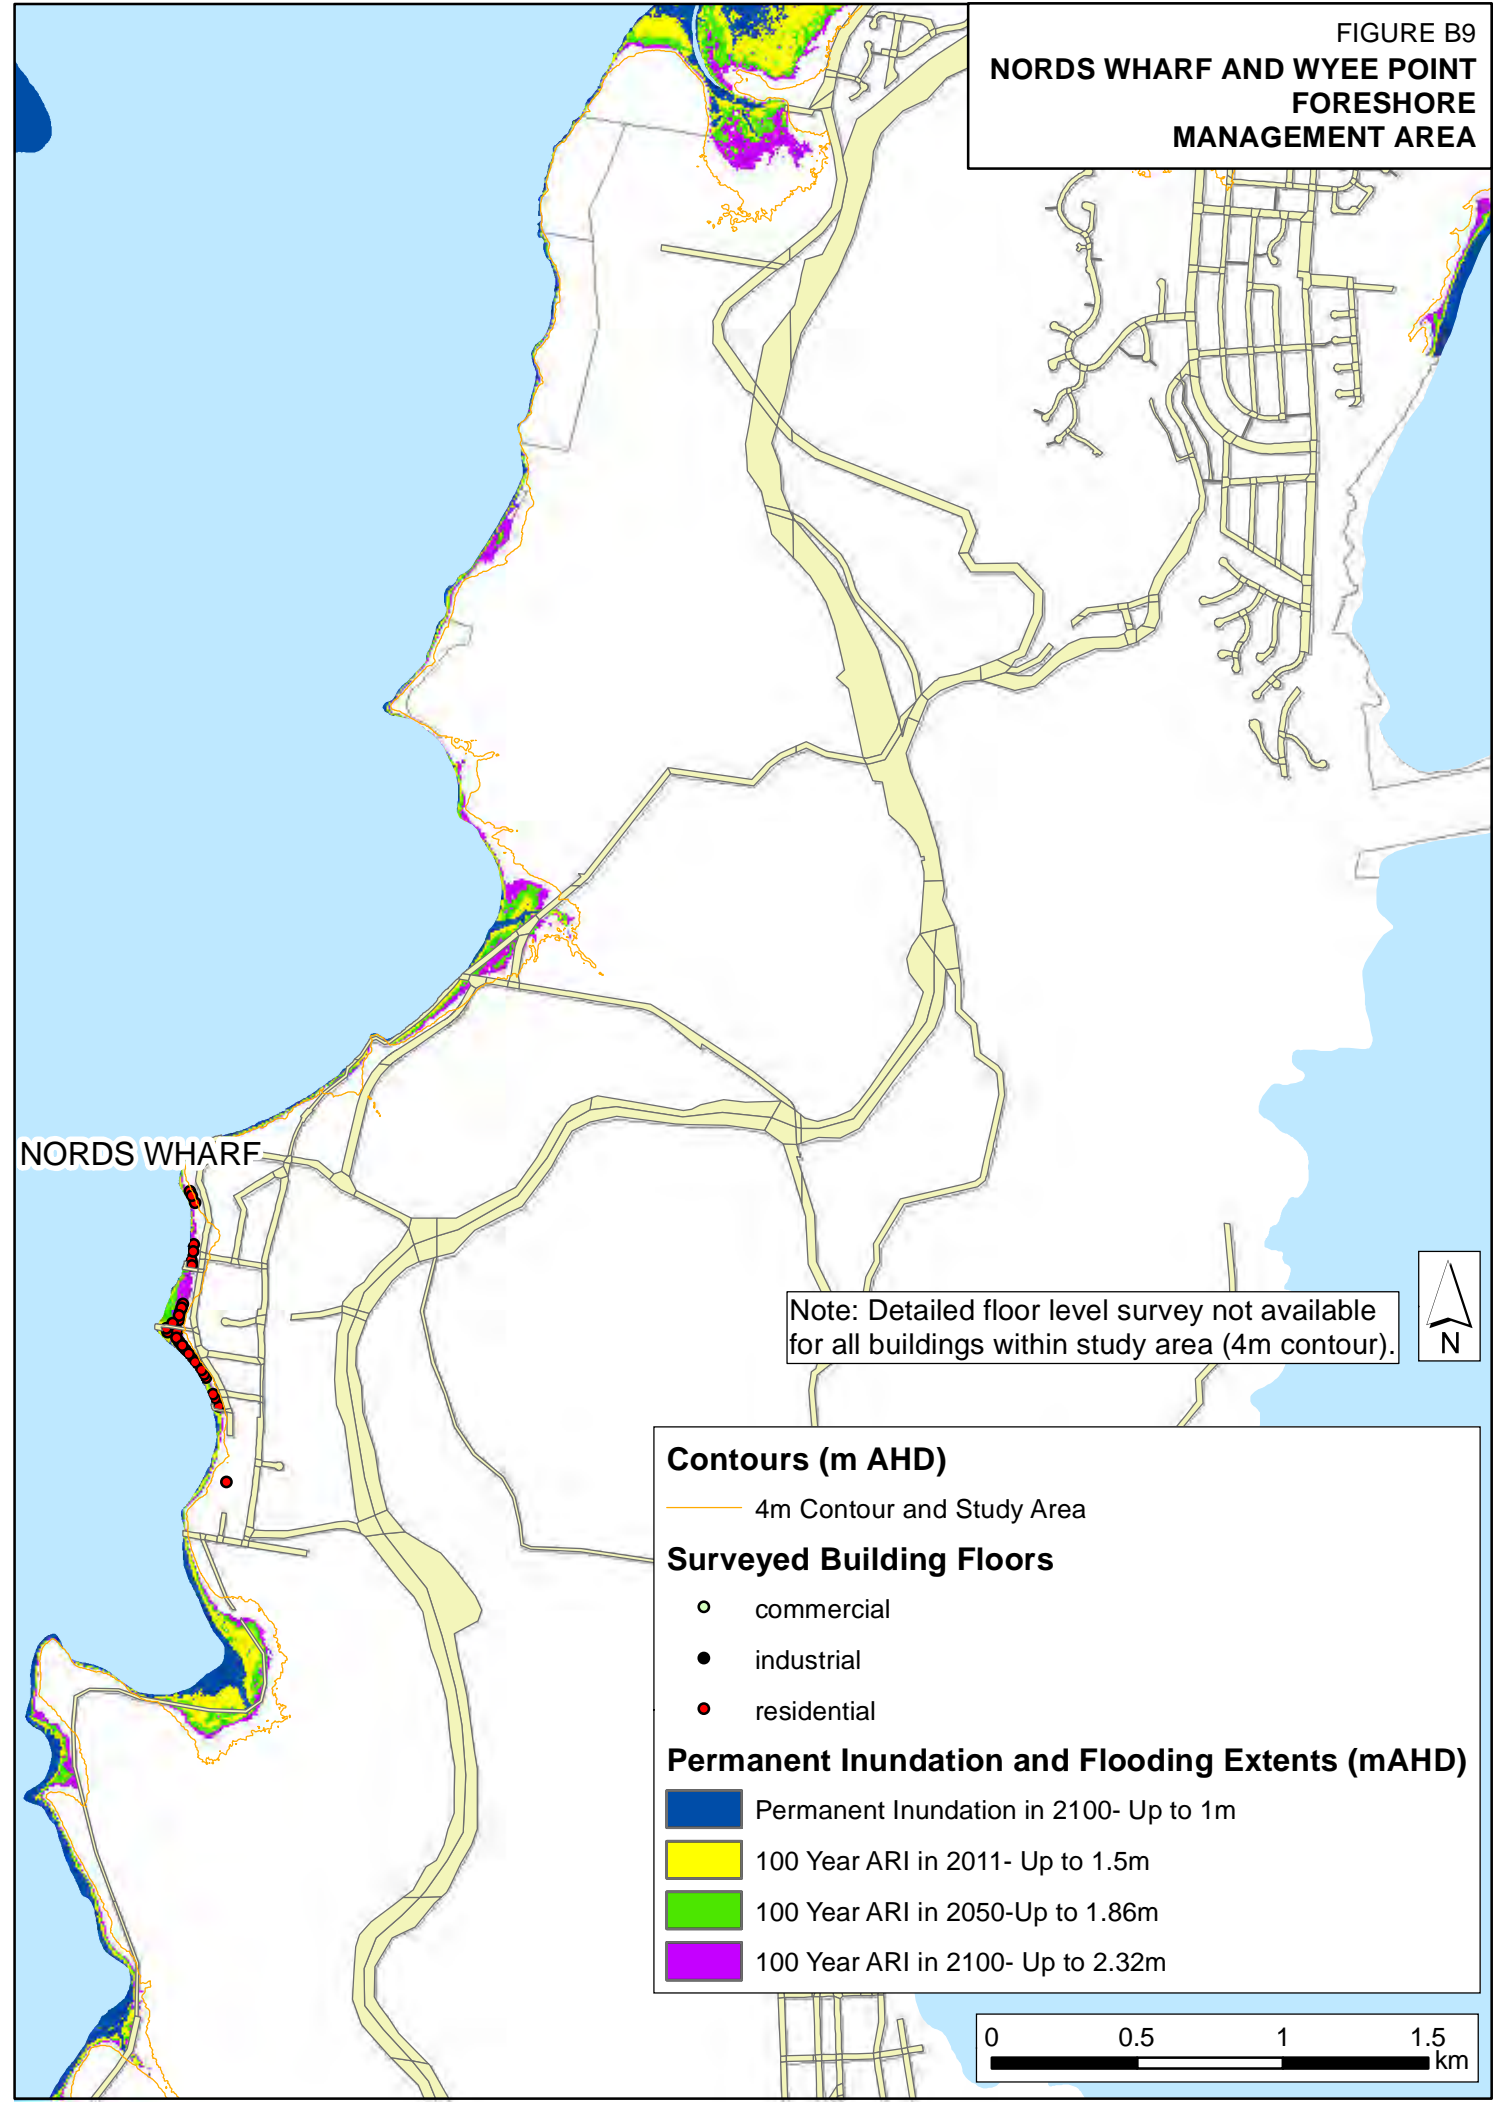 FIGURE B9
NORDS WHARF AND WYEE POINT
FORESHORE
MANAGEMENT AREA
NORDS WHARF
Note: Detailed floor level survey not available
for all buildings within study area (4m contour).
N
Contours (m AHD)
4m Contour and Study Area
Surveyed Building Floors
commercial
industrial
residential
Permanent Inundation and Flooding Extents (mAHD)
Permanent Inundation in 2100- Up to 1m
100 Year ARI in 2011- Up to 1.5m
100 Year ARI in 2050-Up to 1.86m
100 Year ARI in 2100- Up to 2.32m
0 0.5 1 1.5
km